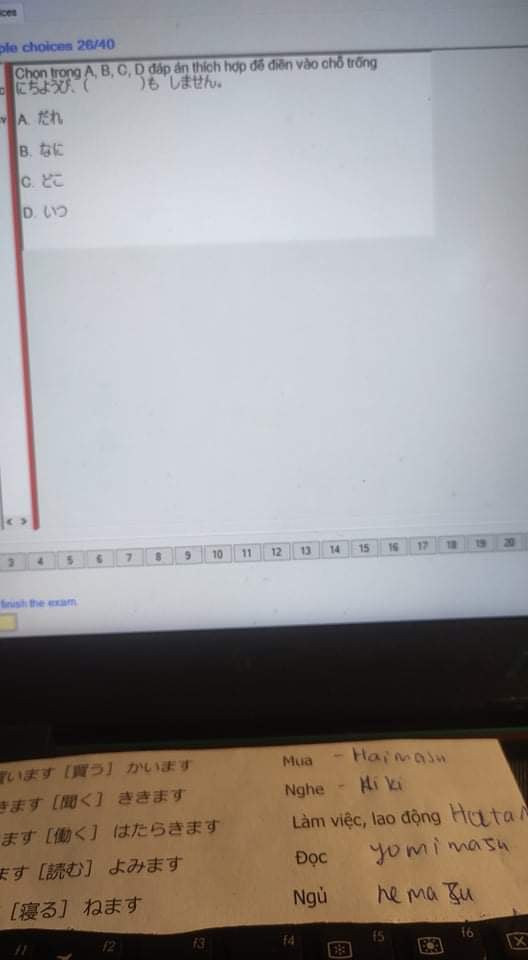 ices
ple choices 26/40
Chọn trong A, B, C, D đáp án thích hợp để điền vào chỗ trống
にちようび、( )も しません。
A. だれ
B. なに
C. どこ
D. いつ
< >
3 4 5 6 7 8 9 10 11 12 13 14 15 16 17 18 19 20
finish the exam.
います [買う] かいます Mua - Haimasu
きます [聞く] ききます Nghe - Kiki
ます [働く] はたらきます Làm việc, lao động Hata
ます [読む] よみます Đọc yomimasu
[寝る] ねます Ngủ nemasu
f1 f2 f3 f4 f5 f6